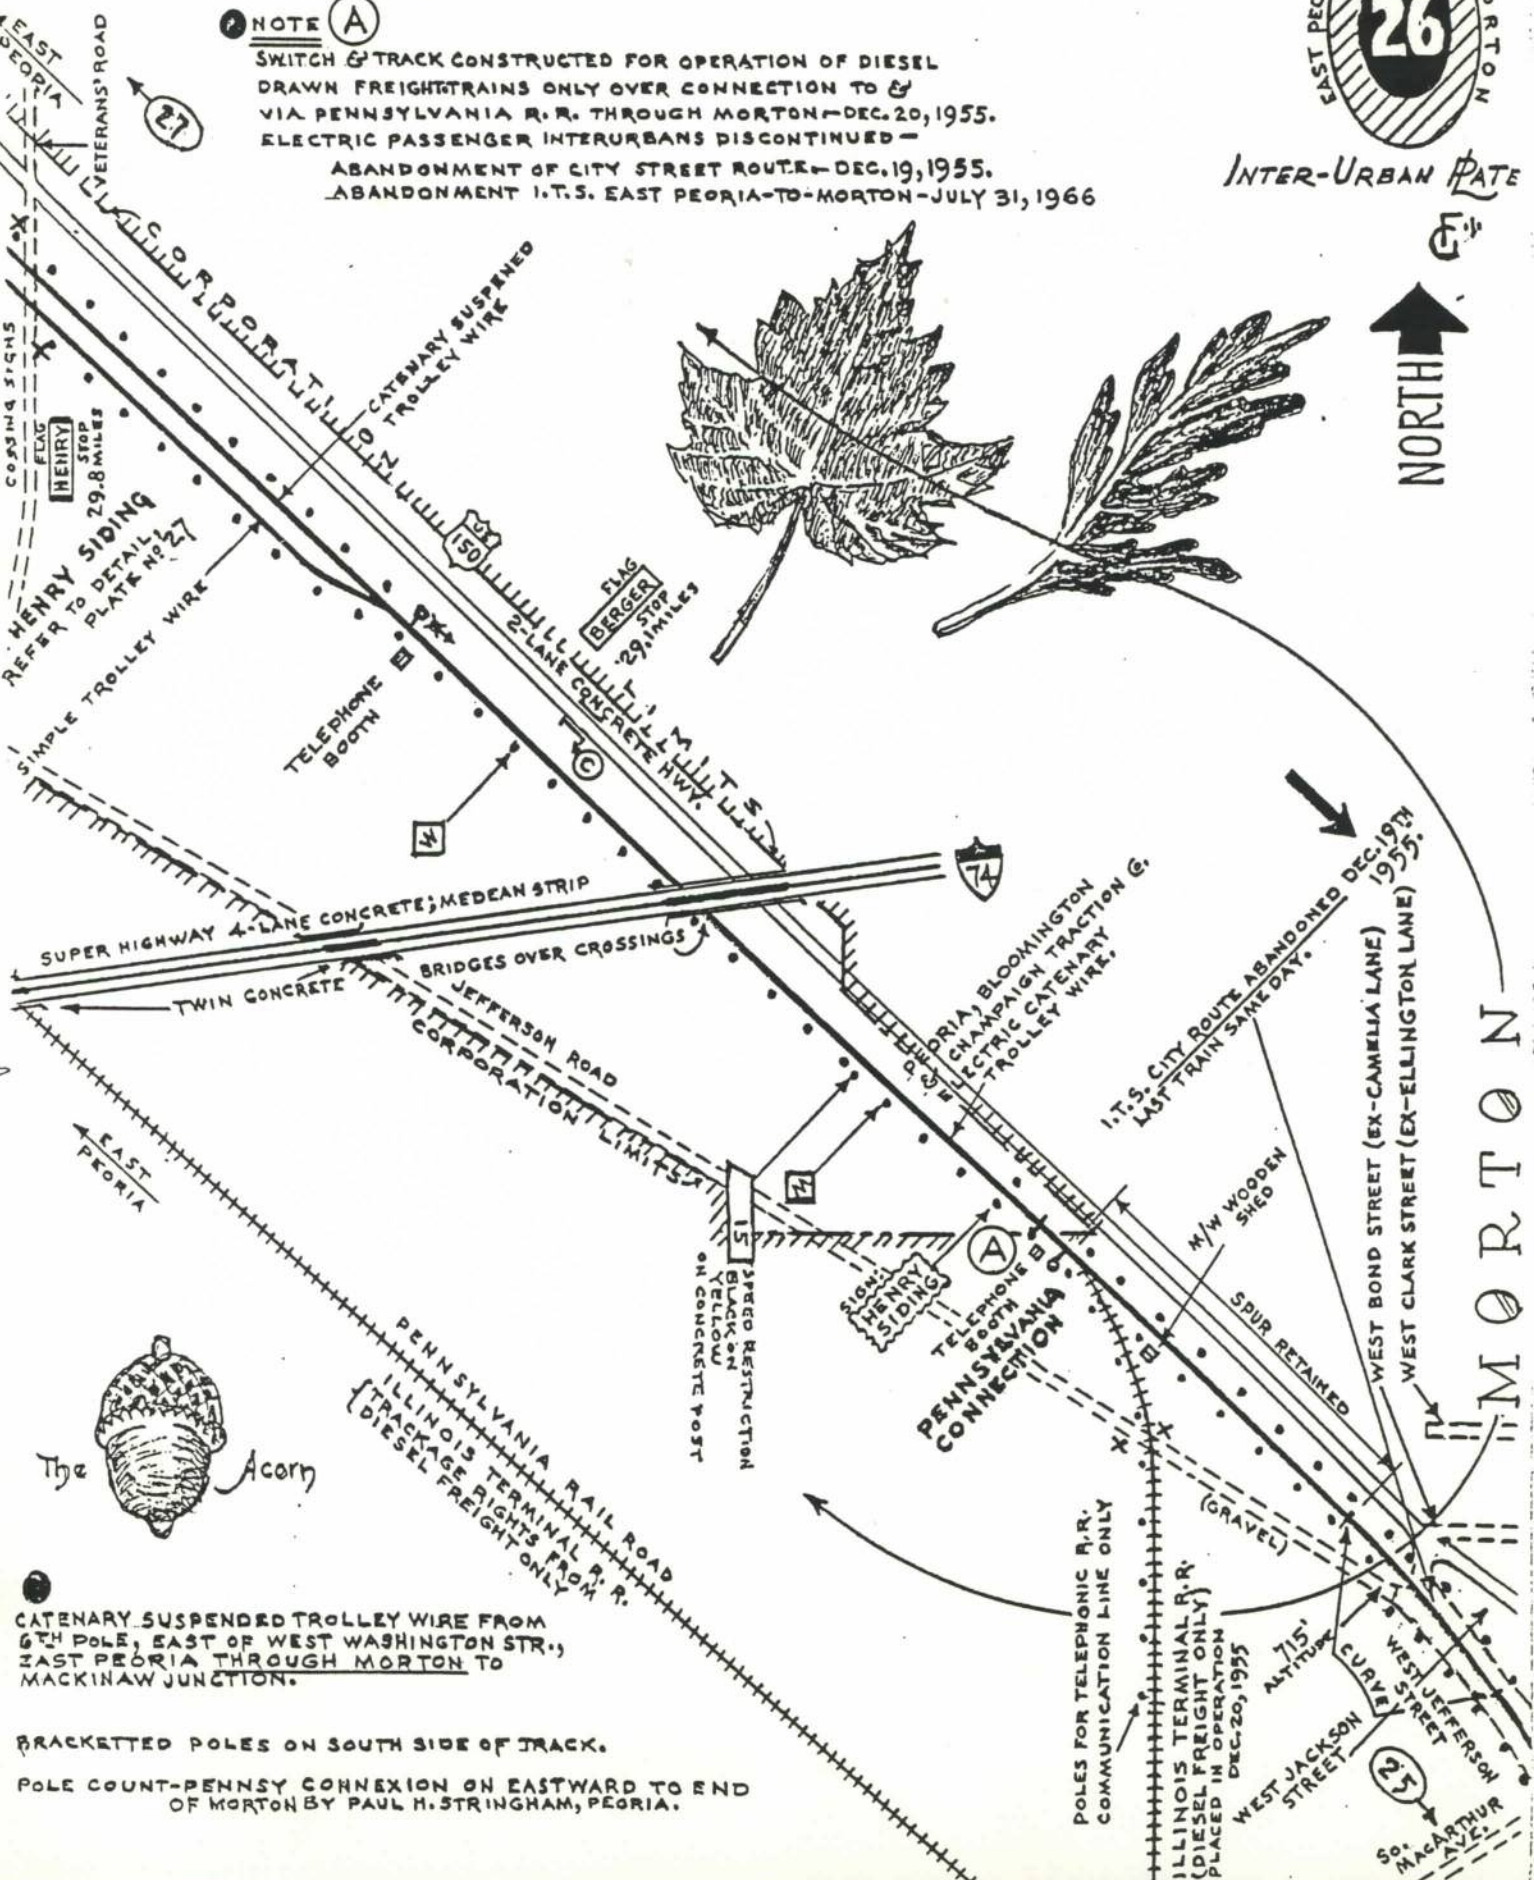 NOTE (A)
SWITCH & TRACK CONSTRUCTED FOR OPERATION OF DIESEL
DRAWN FREIGHT TRAINS ONLY OVER CONNECTION TO &
VIA PENNSYLVANIA R.R. THROUGH MORTON-DEC. 20, 1955.
ELECTRIC PASSENGER INTERURBANS DISCONTINUED-
ABANDONMENT OF CITY STREET ROUTE-DEC. 19, 1955.
ABANDONMENT I.T.S. EAST PEORIA-TO-MORTON-JULY 31, 1966
EAST
PEORIA
VETERANS' ROAD
27
EAST PEO
26
ORTON
INTER-URBAN PLATE
NORTH
CORPORATION LIMITS
CATENARY SUSPENED
TROLLEY WIRE
COSSING SIGNS
FLAG
HENRY
STOP
29.8 MILES
HENRY SIDING
REFER TO DETAIL,
PLATE Nº 27
SIMPLE TROLLEY WIRE
US
150
FLAG
BERGER
STOP
29.1 MILES
2-LANE CONCRETE HWY.
TELEPHONE
BOOTH
C
W
74
SUPER HIGHWAY 4-LANE CONCRETE; MEDEAN STRIP
BRIDGES OVER CROSSINGS
TWIN CONCRETE
JEFFERSON ROAD
CORPORATION LIMITS
EAST
PEORIA
PEORIA, BLOOMINGTON
& CHAMPAIGN TRACTION Co.
ELECTRIC CATENARY
TROLLEY WIRE.
I.T.S. CITY ROUTE ABANDONED DEC. 19TH
1955.
LAST TRAIN SAME DAY.
WEST BOND STREET (EX-CAMELIA LANE)
WEST CLARK STREET (EX-ELLINGTON LANE)
MORTON
M/W WOODEN
SHED
W
15
SPEED RESTRICTION
BLACK ON
YELLOW
ON CONCRETE POST
SIGN:
HENRY
SIDING
A
TELEPHONE
BOOTH
PENNSYLVANIA
CONNECTION
SPUR RETAINED
The Acorn
PENNSYLVANIA RAIL ROAD
ILLINOIS TERMINAL R.R.
(TRACKAGE RIGHTS FROM
(DIESEL FREIGHT ONLY
(GRAVEL)
POLES FOR TELEPHONIC R.R.
COMMUNICATION LINE ONLY
ILLINOIS TERMINAL R.R.
(DIESEL FREIGHT ONLY)
PLACED IN OPERATION
DEC. 20, 1955
715'
ALTITUDE
CURVE
WEST JEFFERSON
STREET
WEST JACKSON
STREET
25
SO. MACARTHUR
AVE.
CATENARY SUSPENDED TROLLEY WIRE FROM
6TH POLE, EAST OF WEST WASHINGTON STR.,
EAST PEORIA THROUGH MORTON TO
MACKINAW JUNCTION.
BRACKETTED POLES ON SOUTH SIDE OF TRACK.
POLE COUNT-PENNSY CONNEXION ON EASTWARD TO END
OF MORTON BY PAUL H. STRINGHAM, PEORIA.